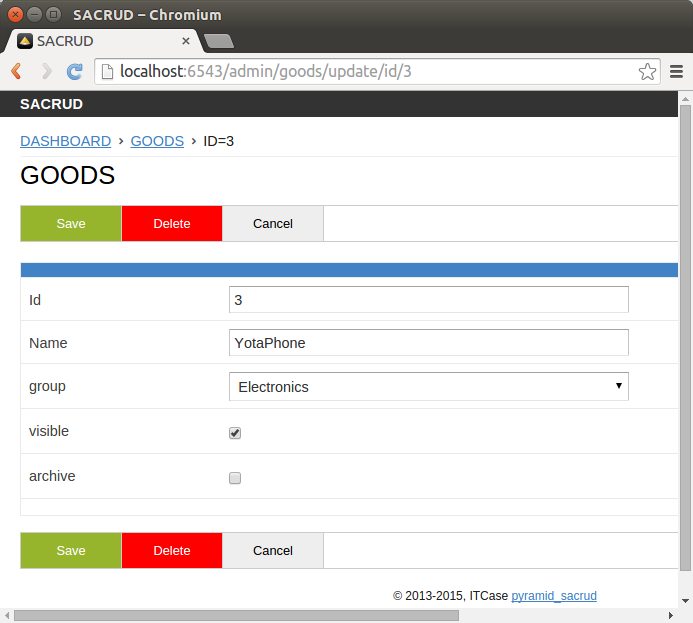 SACRUD – Chromium
SACRUD
localhost:6543/admin/goods/update/id/3
SACRUD
DASHBOARD › GOODS › ID=3
GOODS
Save Delete Cancel
Id 3
Name YotaPhone
group Electronics
visible
archive
Save Delete Cancel
© 2013-2015, ITCase pyramid_sacrud